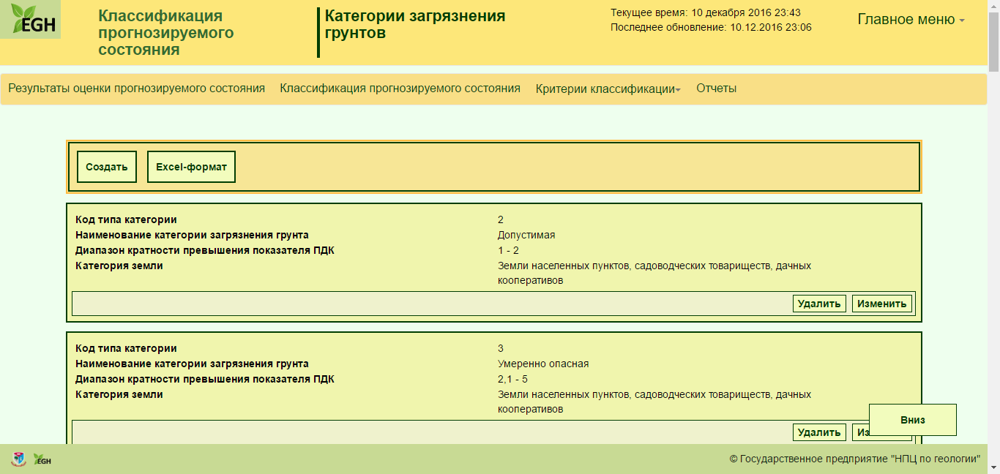 EGH
Классификация
прогнозируемого
состояния
Категории загрязнения
грунтов
Текущее время: 10 декабря 2016 23:43
Последнее обновление: 10.12.2016 23:06
Главное меню
Результаты оценки прогнозируемого состояния Классификация прогнозируемого состояния Критерии классификации Отчеты
Создать Excel-формат
Код типа категории 2
Наименование категории загрязнения грунта Допустимая
Диапазон кратности превышения показателя ПДК 1 - 2
Категория земли Земли населенных пунктов, садоводческих товариществ, дачных
кооперативов
Удалить Изменить
Код типа категории 3
Наименование категории загрязнения грунта Умеренно опасная
Диапазон кратности превышения показателя ПДК 2,1 - 5
Категория земли Земли населенных пунктов, садоводческих товариществ, дачных
кооперативов
Вниз
Удалить Из
EGH © Государственное предприятие "НПЦ по геологии"